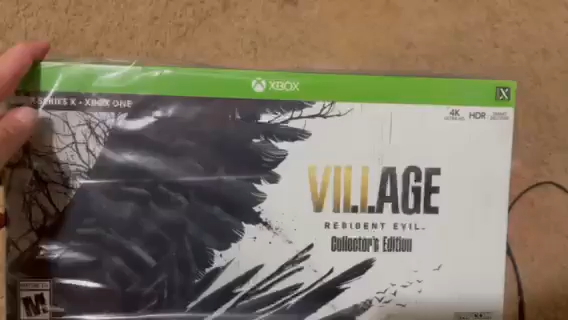 XBOX
SERIES X • XBOX ONE
4K HDR
VILLAGE
RESIDENT EVIL
Collector's Edition
M